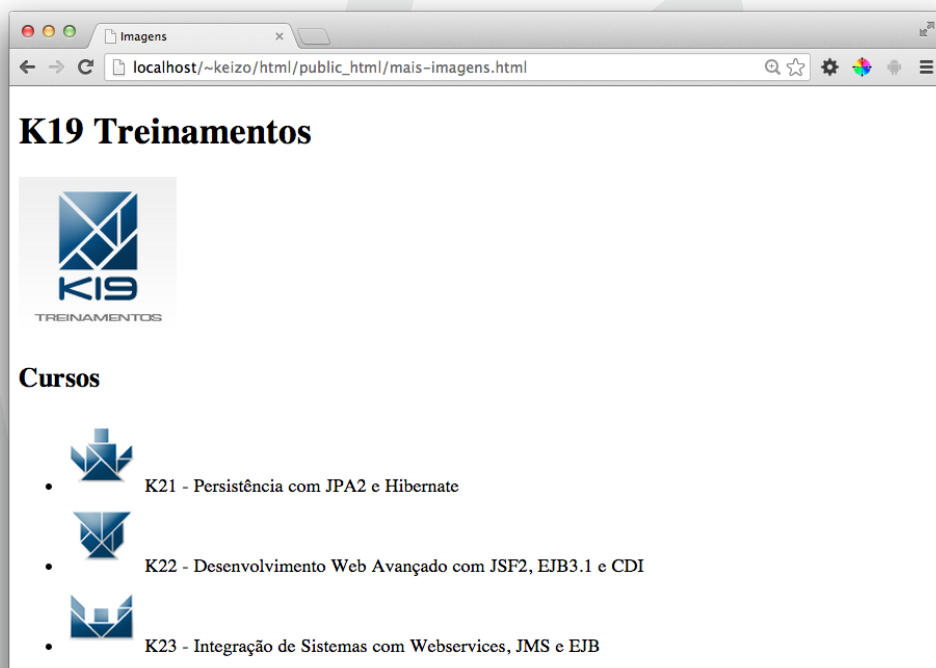 Imagens
localhost/~keizo/html/public_html/mais-imagens.html
K19 Treinamentos
K19
TREINAMENTOS
Cursos
K21 - Persistência com JPA2 e Hibernate
K22 - Desenvolvimento Web Avançado com JSF2, EJB3.1 e CDI
K23 - Integração de Sistemas com Webservices, JMS e EJB